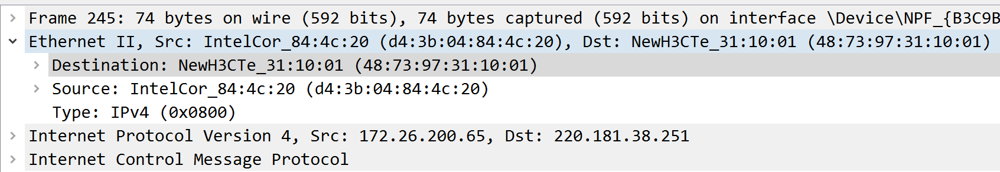 Frame 245: 74 bytes on wire (592 bits), 74 bytes captured (592 bits) on interface \Device\NPF_{B3C9B
Ethernet II, Src: IntelCor_84:4c:20 (d4:3b:04:84:4c:20), Dst: NewH3CTe_31:10:01 (48:73:97:31:10:01)
Destination: NewH3CTe_31:10:01 (48:73:97:31:10:01)
Source: IntelCor_84:4c:20 (d4:3b:04:84:4c:20)
Type: IPv4 (0x0800)
Internet Protocol Version 4, Src: 172.26.200.65, Dst: 220.181.38.251
Internet Control Message Protocol